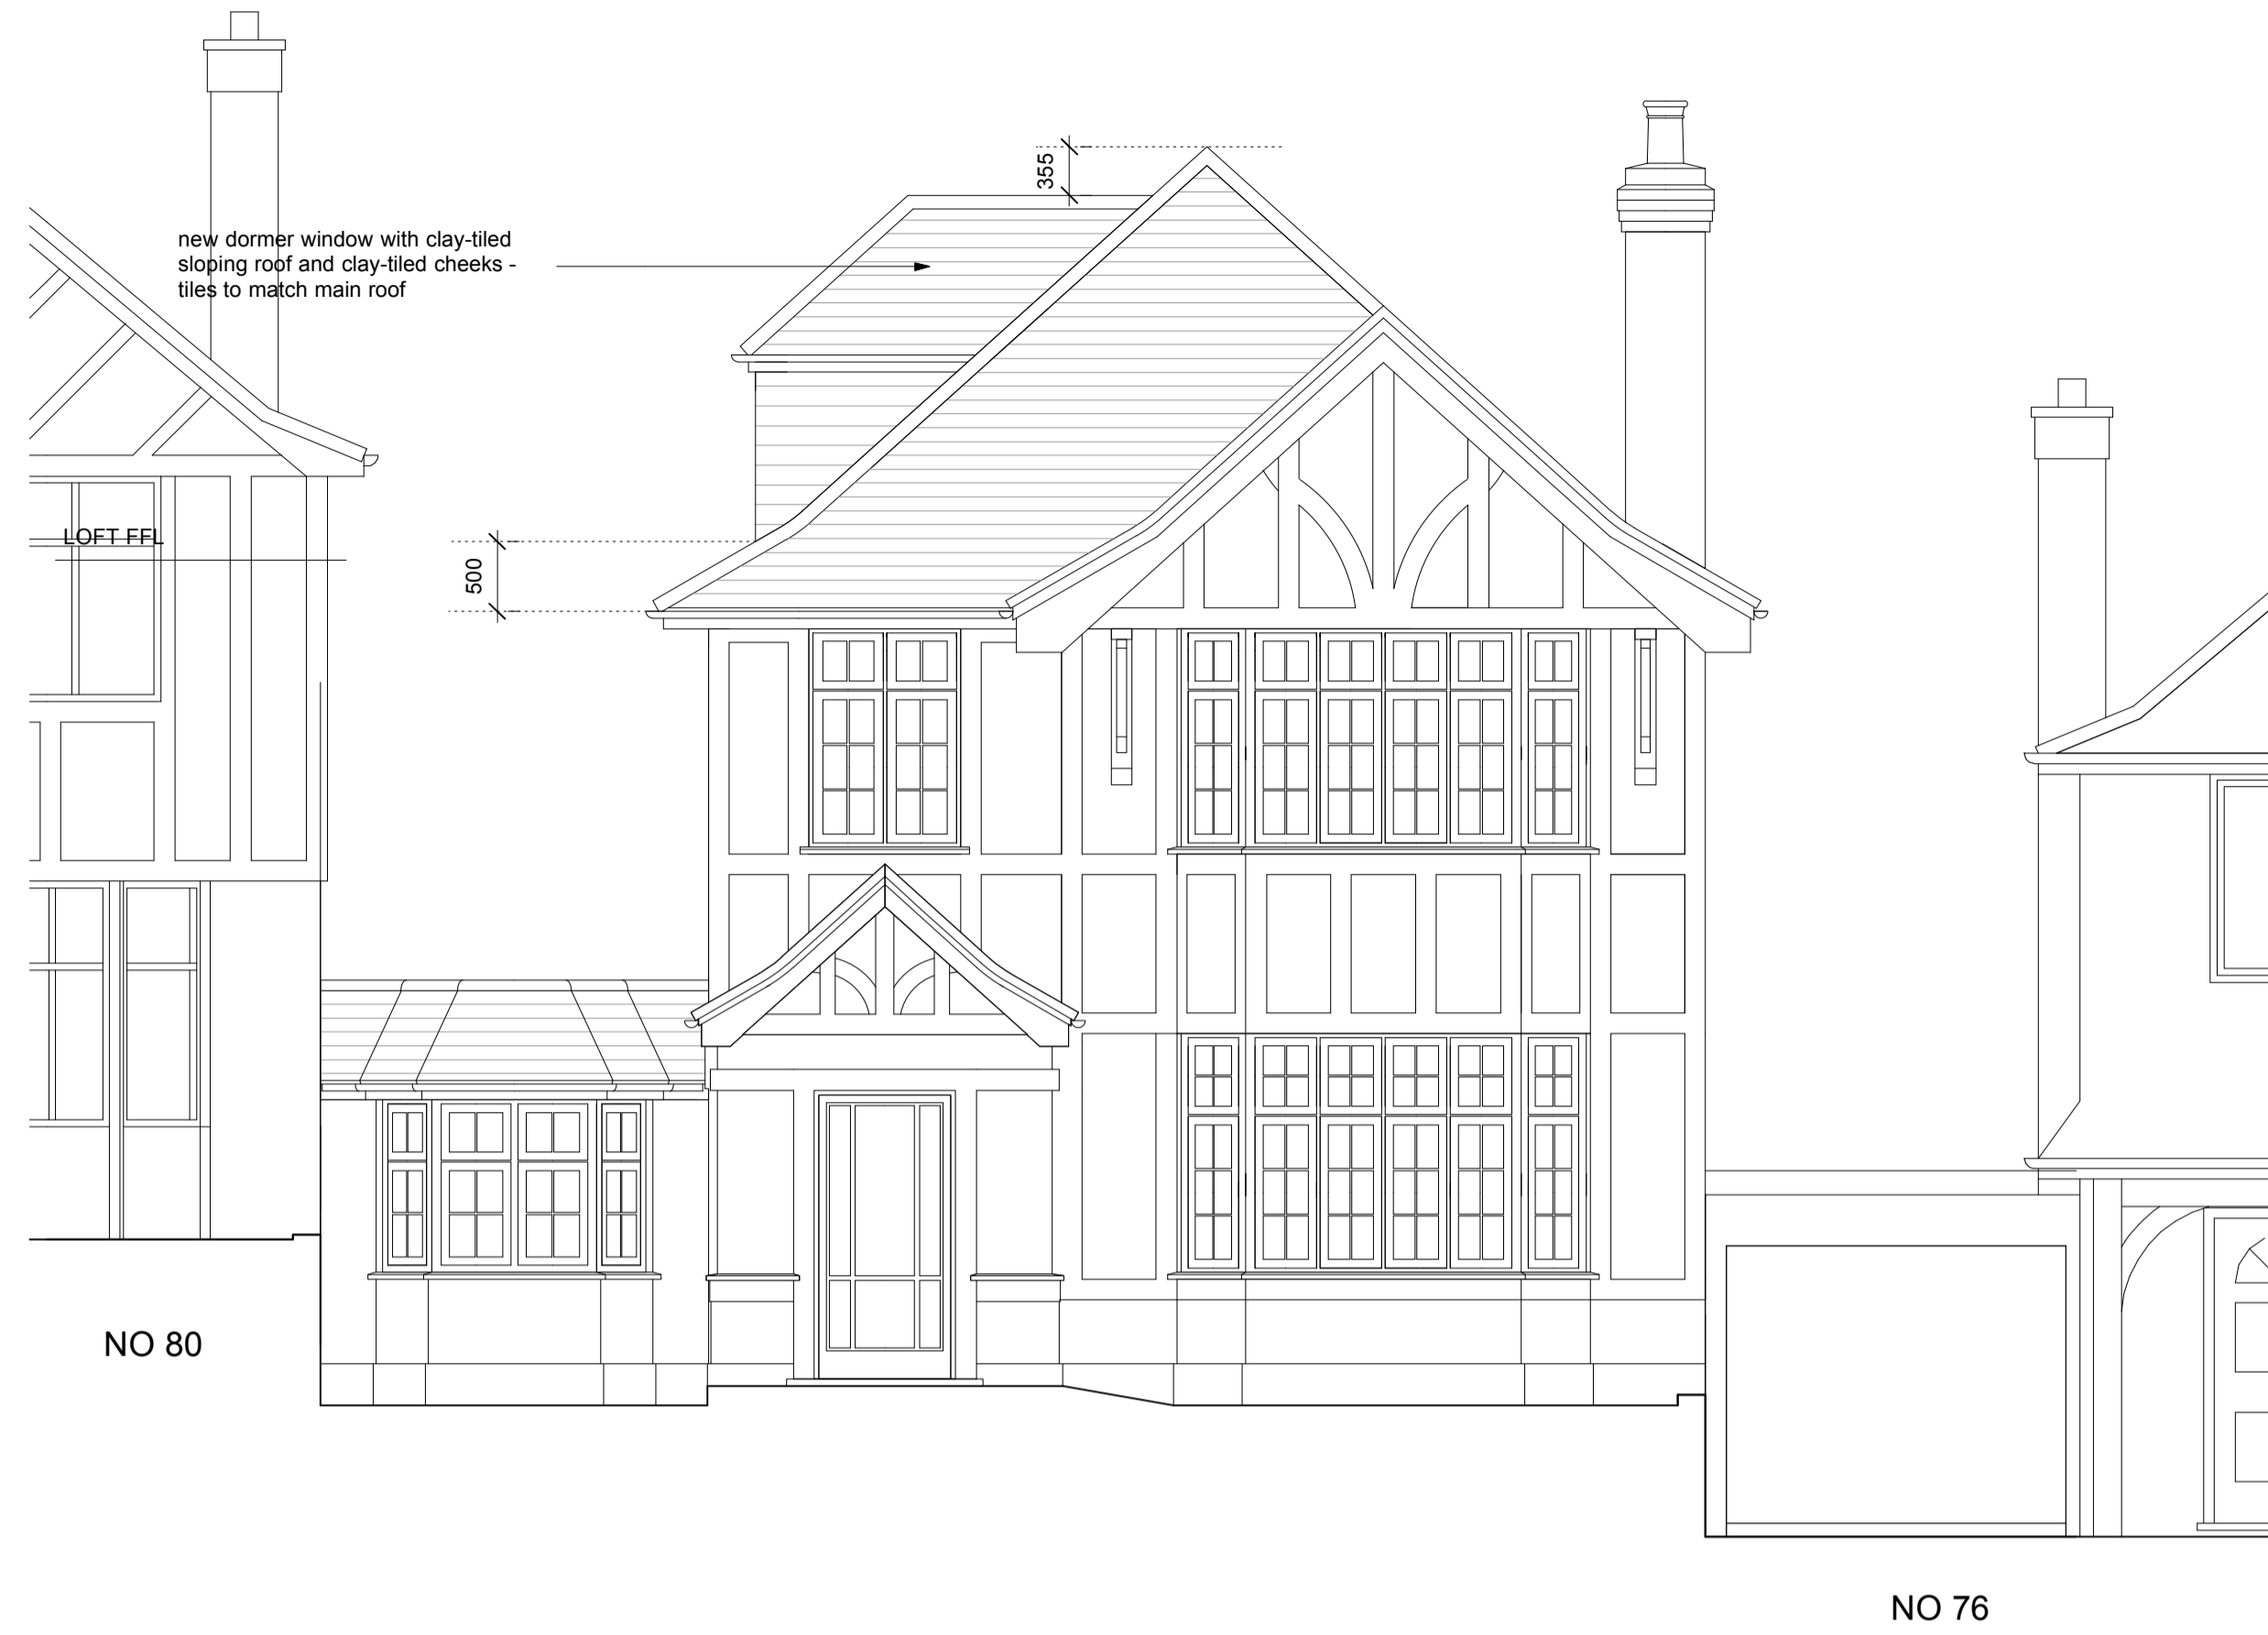 355
new dormer window with clay-tiled
sloping roof and clay-tiled cheeks -
tiles to match main roof
LOFT FFL
500
NO 80
NO 76